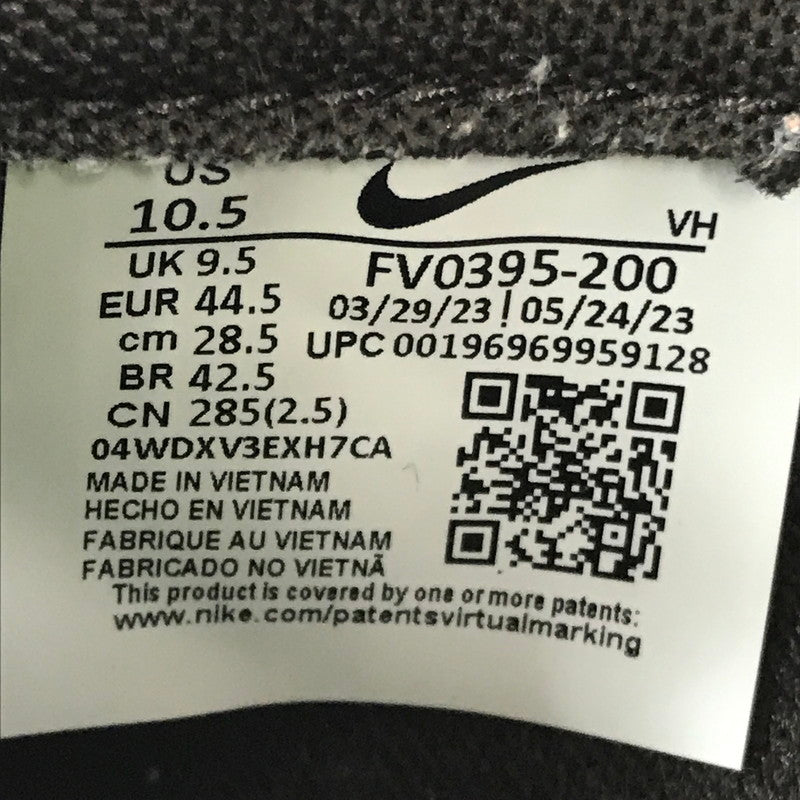 US
10.5
VH
UK 9.5
FV0395-200
EUR 44.5
03/29/23 | 05/24/23
cm 28.5
UPC 00196969959128
BR 42.5
CN 285(2.5)
04WDXV3EXH7CA
MADE IN VIETNAM
HECHO EN VIETNAM
FABRIQUE AU VIETNAM
FABRICADO NO VIETNÃ
This product is covered by one or more patents:
www.nike.com/patentsvirtualmarking